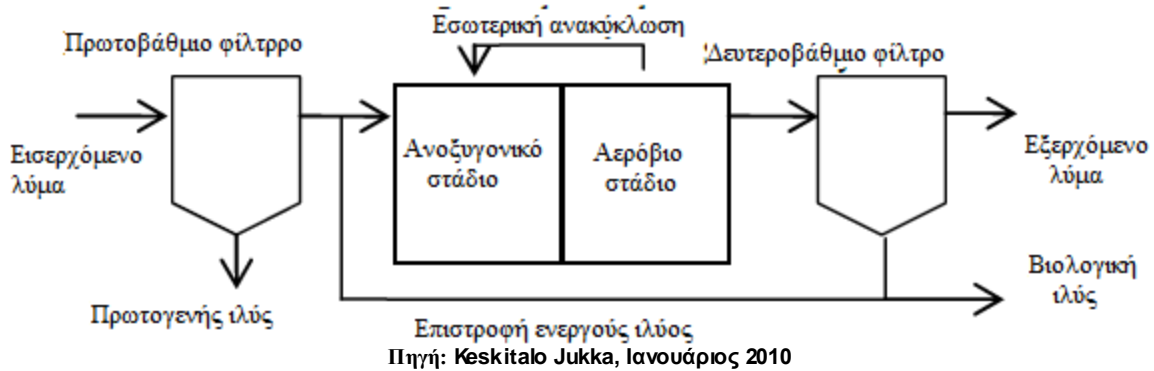 Εσωτερική ανακύκλωση
Πρωτοβάθμιο φίλτρρο
Δευτεροβάθμιο φίλτρο
Εισερχόμενο
λύμα
Ανοξυγονικό
στάδιο
Αερόβιο
στάδιο
Εξερχόμενο
λύμα
Πρωτογενής ιλύς
Βιολογική
ιλύς
Επιστροφή ενεργούς ιλύος
Πηγή: Keskitalo Jukka, Ιανουάριος 2010